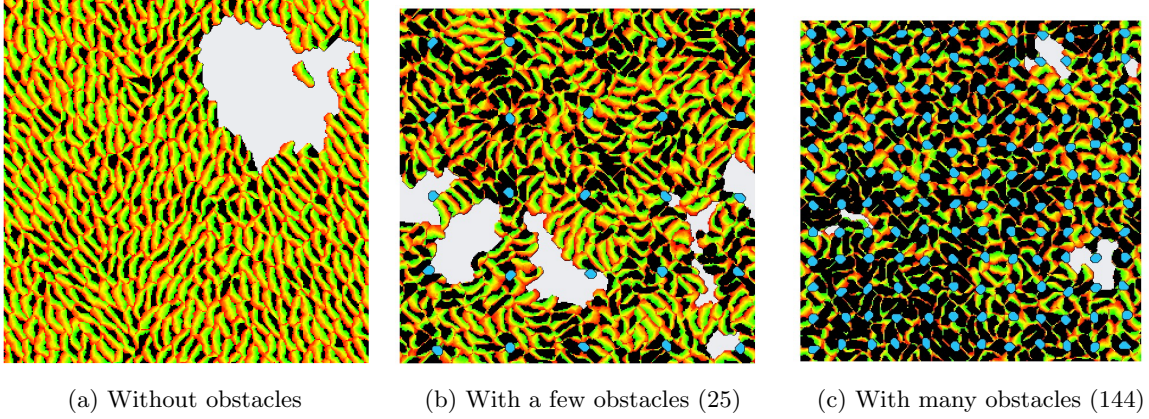 (a) Without obstacles
(b) With a few obstacles (25)
(c) With many obstacles (144)